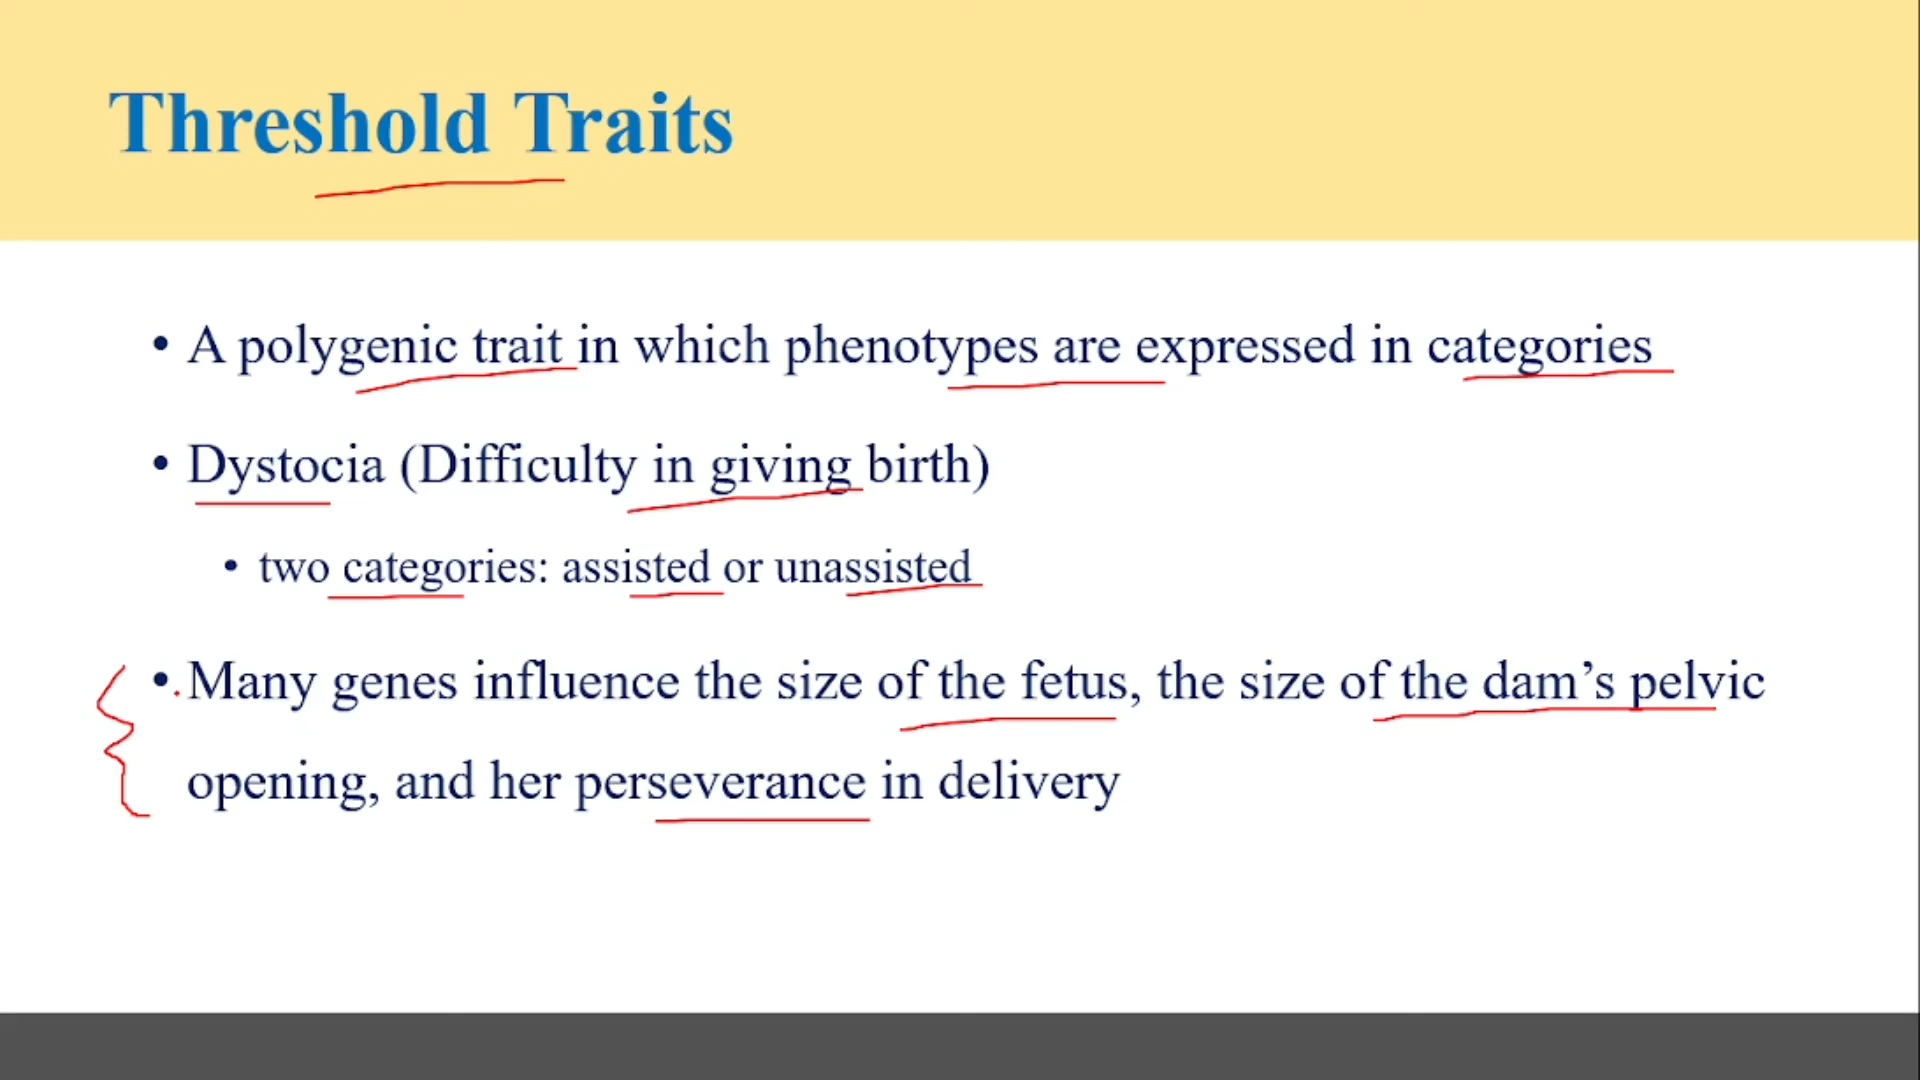 Threshold Traits
• A polygenic trait in which phenotypes are expressed in categories
• Dystocia (Difficulty in giving birth)
• two categories: assisted or unassisted
• Many genes influence the size of the fetus, the size of the dam’s pelvic
opening, and her perseverance in delivery